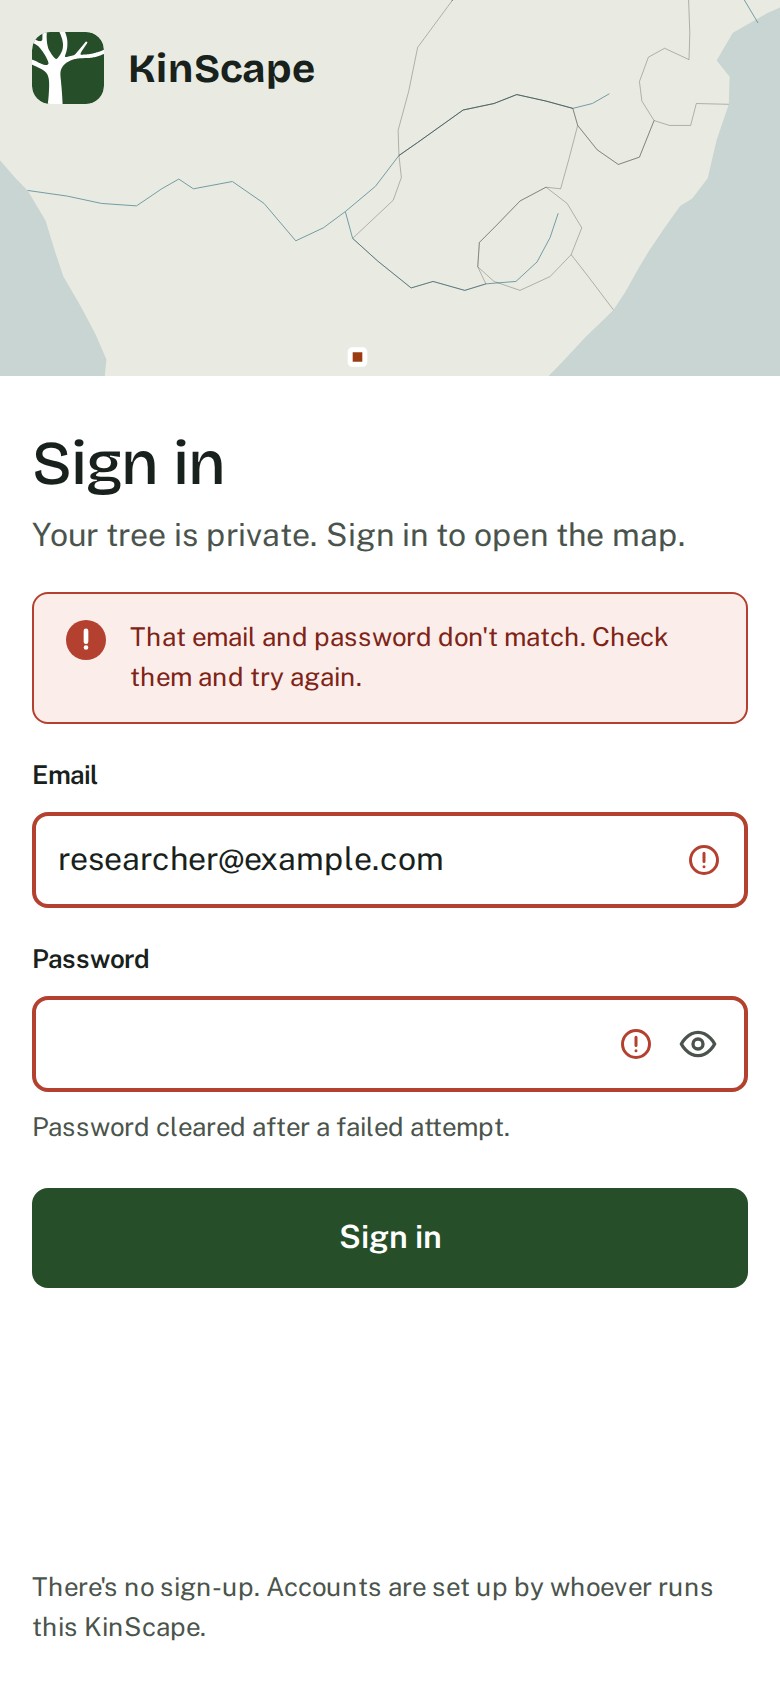 KinScape
Sign in
Your tree is private. Sign in to open the map.
That email and password don't match. Check
them and try again.
Email
researcher@example.com
Password
Password cleared after a failed attempt.
Sign in
There's no sign-up. Accounts are set up by whoever runs
this KinScape.